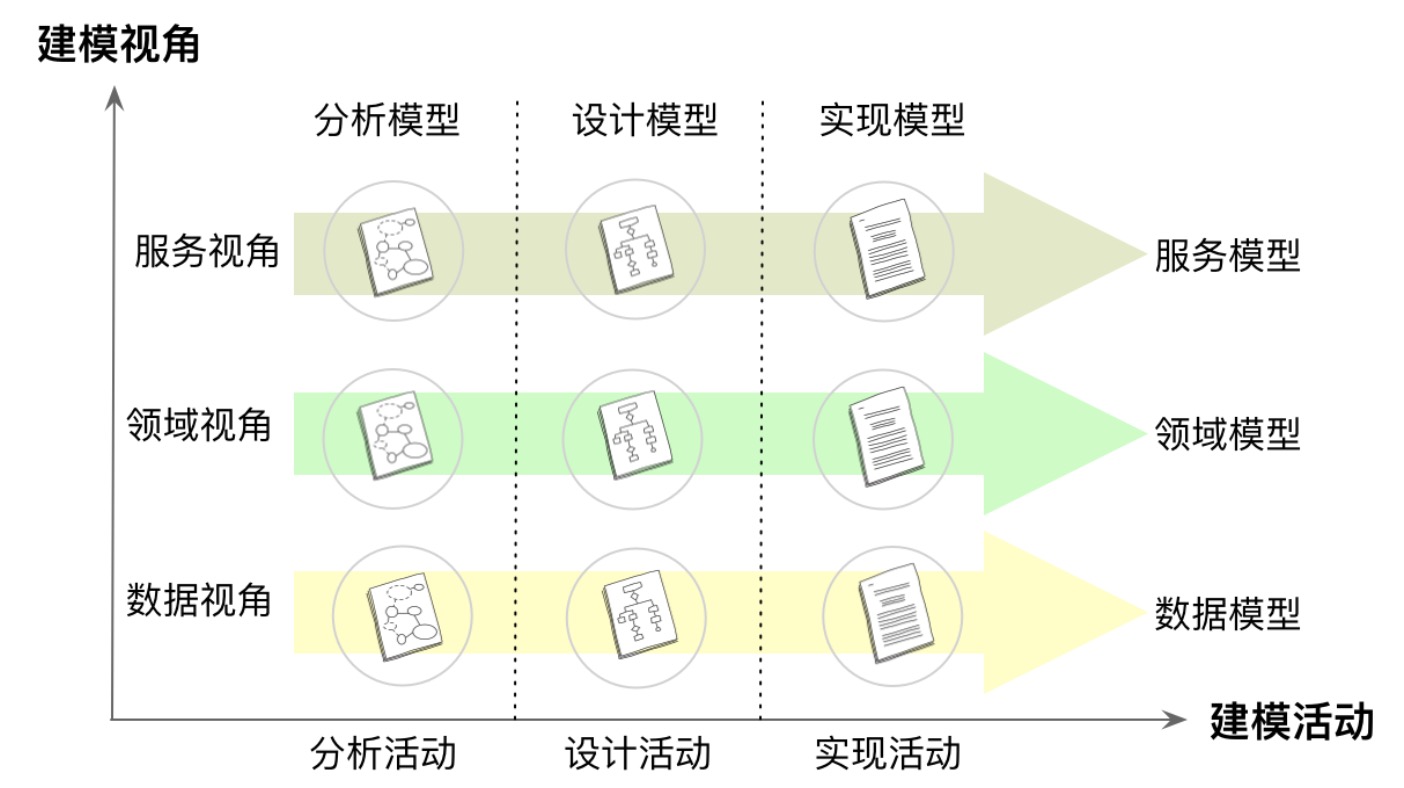 建模视角
分析模型 设计模型 实现模型
服务视角 服务模型
领域视角 领域模型
数据视角 数据模型
建模活动
分析活动 设计活动 实现活动